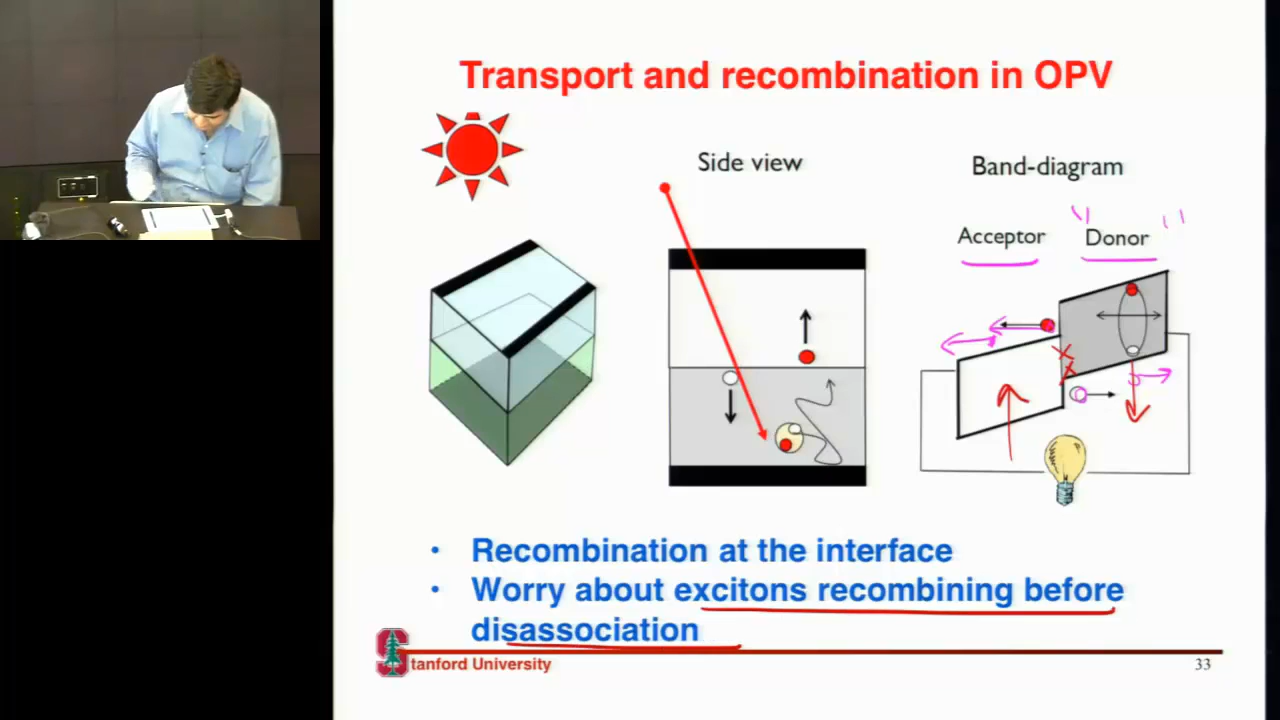 Transport and recombination in OPV
Side view
Band-diagram
Acceptor
Donor
• Recombination at the interface
• Worry about excitons recombining before
disassociation
Stanford University
33